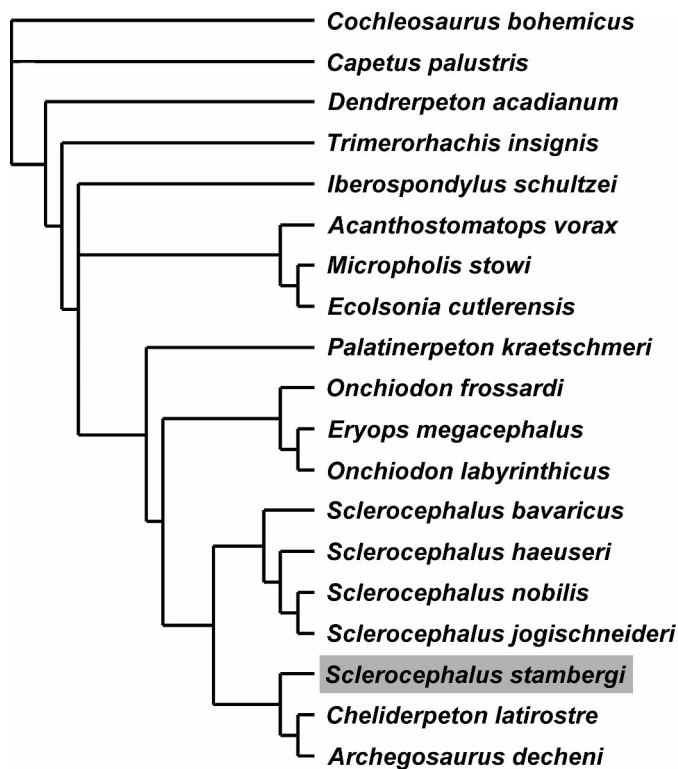 Cochleosaurus bohemicus
Capetus palustris
Dendrerpeton acadianum
Trimerorhachis insignis
Iberospondylus schultzei
Acanthostomatops vorax
Micropholis stowi
Ecolsonia cutlerensis
Palatinerpeton kraetschmeri
Onchiodon frossardi
Eryops megacephalus
Onchiodon labyrinthicus
Sclerocephalus bavaricus
Sclerocephalus haeuseri
Sclerocephalus nobilis
Sclerocephalus jogischneideri
Sclerocephalus stambergi
Cheliderpeton latirostre
Archegosaurus decheni